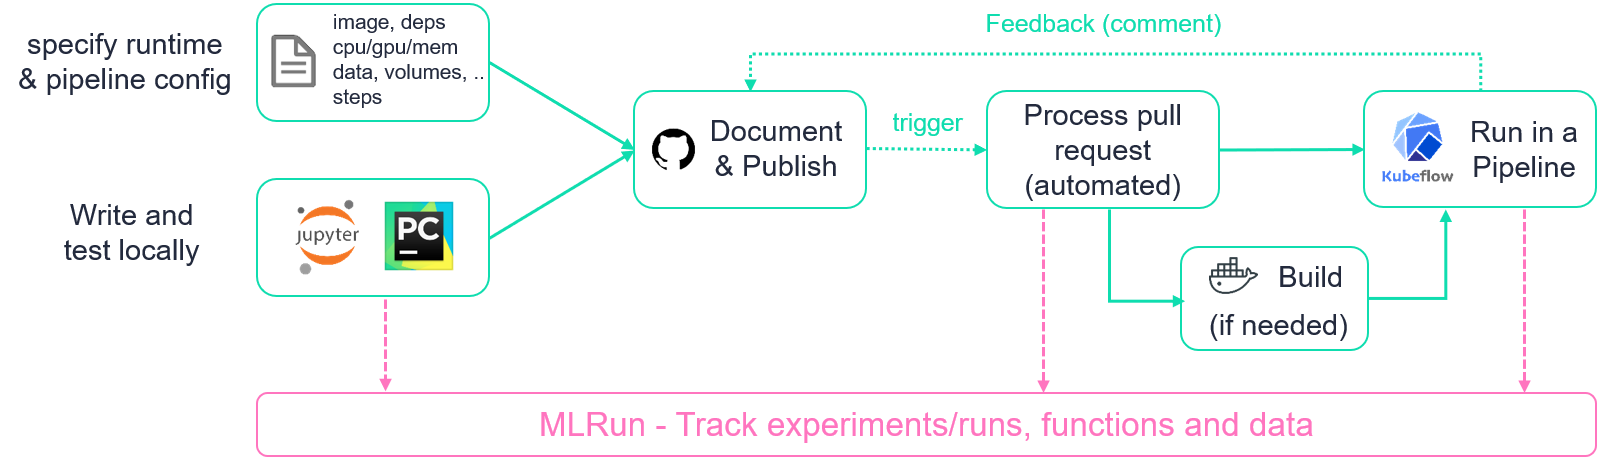 specify runtime
& pipeline config
image, deps
cpu/gpu/mem
data, volumes, ..
steps
Write and
test locally
jupyter
PC
Document
& Publish
trigger
Feedback (comment)
Process pull
request
(automated)
Run in a
Pipeline
Kubeflow
Build
(if needed)
MLRun - Track experiments/runs, functions and data